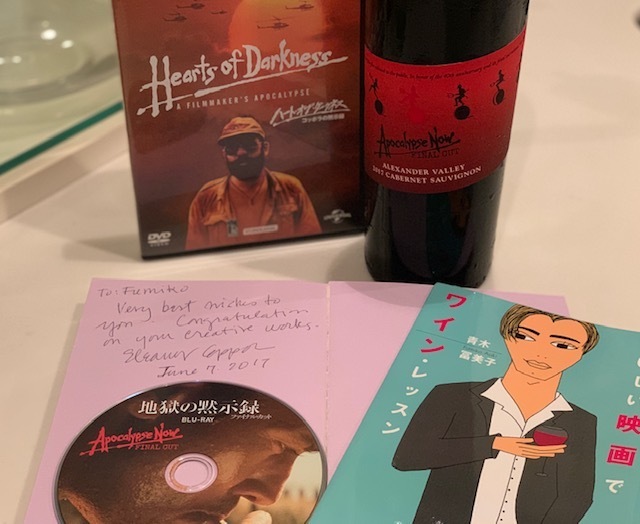 Hearts of Darkness
A FILMMAKER'S APOCALYPSE
ハート・オブ・ダークネス
コッポラの黙示録
DVD
VIDEO
UNIVERSAL
Apocalypse Now
FINAL CUT
ALEXANDER VALLEY
2017 CABERNET SAUVIGNON
To: Fumiko
Very best wishes to
you Congratulation
on your creative works.
Eleanor Coppola
June 7 2017
地獄の黙示録
BLU-RAY
ファイナル・カット
Apocalypse Now
FINAL CUT
映画で
ワイン・レッスン
青木
冨美子